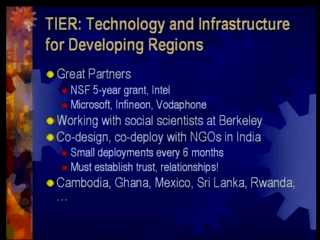 TIER: Technology and Infrastructure
for Developing Regions
Great Partners
NSF 5-year grant, Intel
Microsoft, Infineon, Vodaphone
Working with social scientists at Berkeley
Co-design, co-deploy with NGOs in India
Small deployments every 6 months
Must establish trust, relationships!
Cambodia, Ghana, Mexico, Sri Lanka, Rwanda,
…